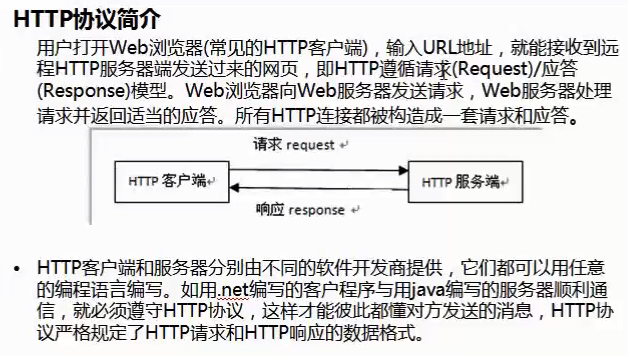 HTTP协议简介
用户打开Web浏览器(常见的HTTP客户端)，输入URL地址，就能接收到远
程HTTP服务器端发送过来的网页，即HTTP遵循请求(Request)/应答
(Response)模型。Web浏览器向Web服务器发送请求，Web服务器处理
请求并返回适当的应答。所有HTTP连接都被构造成一套请求和应答。
请求 request ↵
HTTP 客户端↵
HTTP 服务端↵
响应 response ↵
• HTTP客户端和服务器分别由不同的软件开发商提供，它们都可以用任意
的编程语言编写。如用.net编写的客户程序与用java编写的服务器顺利通
信，就必须遵守HTTP协议，这样才能彼此都懂对方发送的消息，HTTP协
议严格规定了HTTP请求和HTTP响应的数据格式。